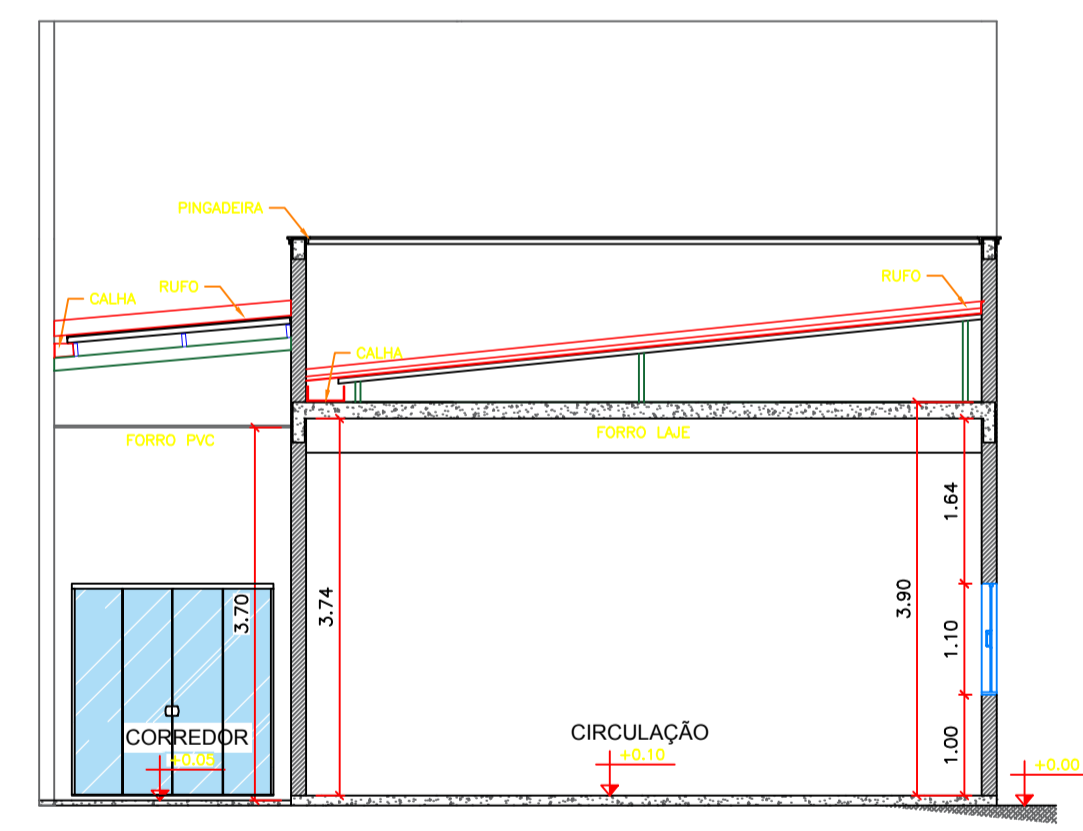 PINGADEIRA
RUFO
CALHA
RUFO
CALHA
FORRO PVC
FORRO LAJE
1.64
3.70
3.74
3.90
1.10
CORREDOR
+0.05
CIRCULAÇÃO
+0.10
1.00
+0.00